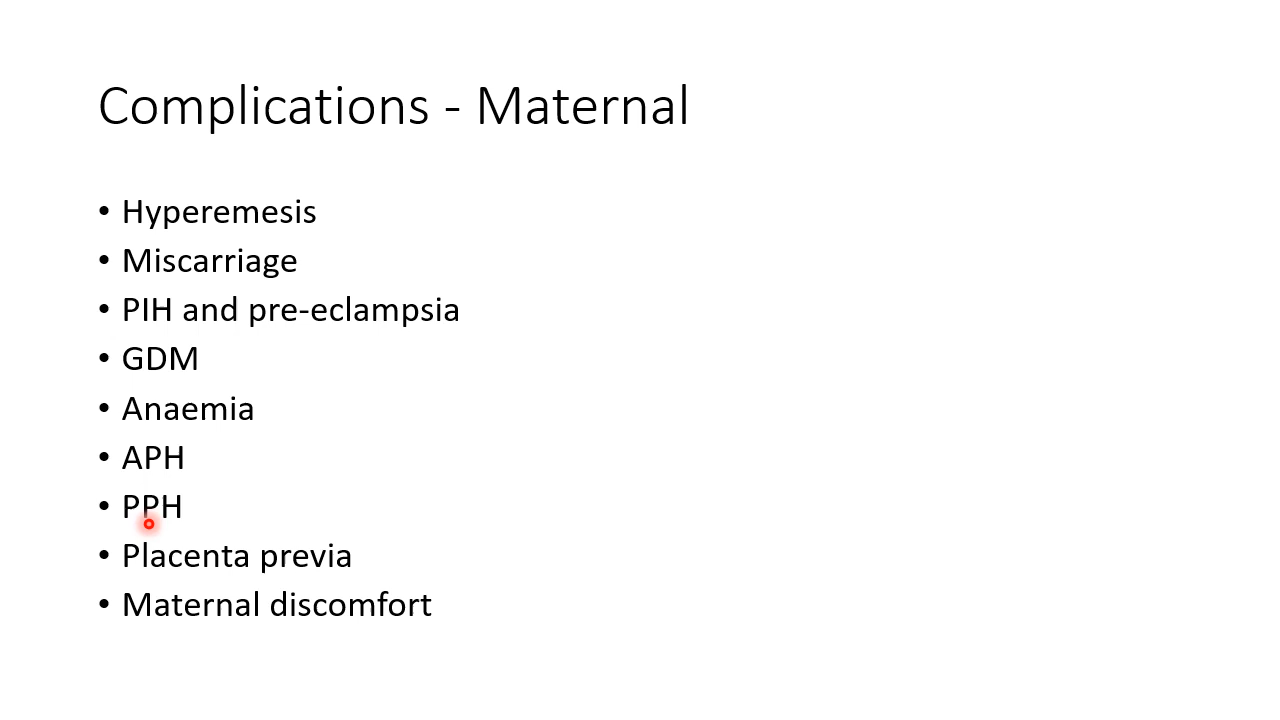 Complications - Maternal
• Hyperemesis
• Miscarriage
• PIH and pre-eclampsia
• GDM
• Anaemia
• APH
• PPH
• Placenta previa
• Maternal discomfort